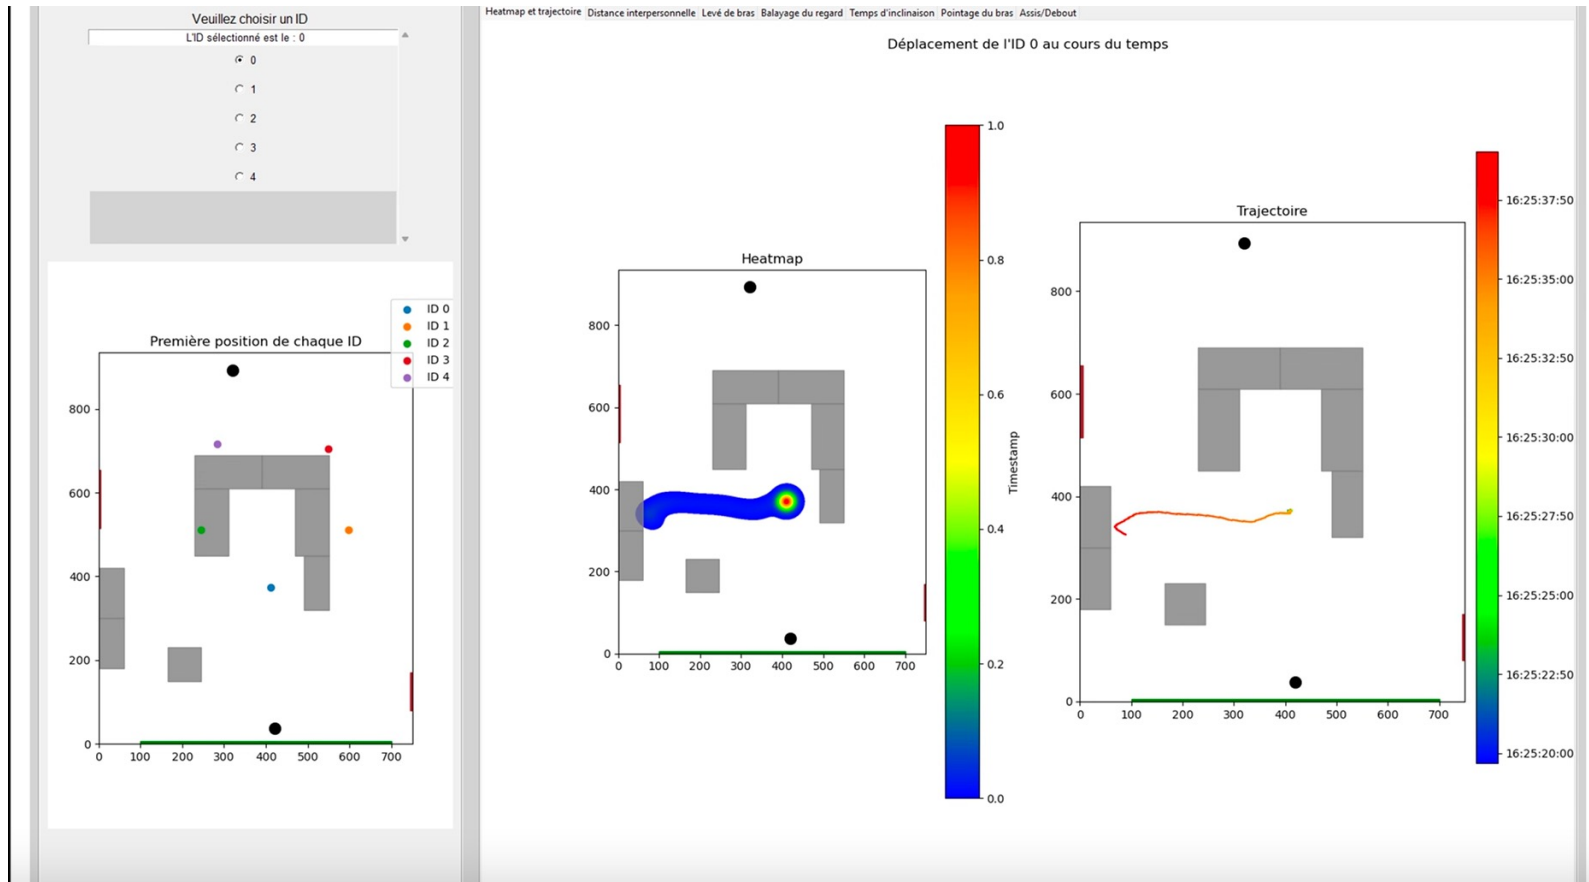 Veuillez choisir un ID
L'ID sélectionné est le : 0
0
1
2
3
4
ID 0
ID 1
ID 2
ID 3
ID 4
Première position de chaque ID
800
600
400
200
0
0 100 200 300 400 500 600 700
Heatmap et trajectoire Distance interpersonnelle Levé de bras Balayage du regard Temps d'inclinaison Pointage du bras Assis/Debout
Déplacement de l'ID 0 au cours du temps
Heatmap
800
600
400
200
0
0 100 200 300 400 500 600 700
1.0
0.8
0.6
0.4
0.2
0.0
Timestamp
Trajectoire
800
600
400
200
0
0 100 200 300 400 500 600 700
16:25:37:50
16:25:35:00
16:25:32:50
16:25:30:00
16:25:27:50
16:25:25:00
16:25:22:50
16:25:20:00